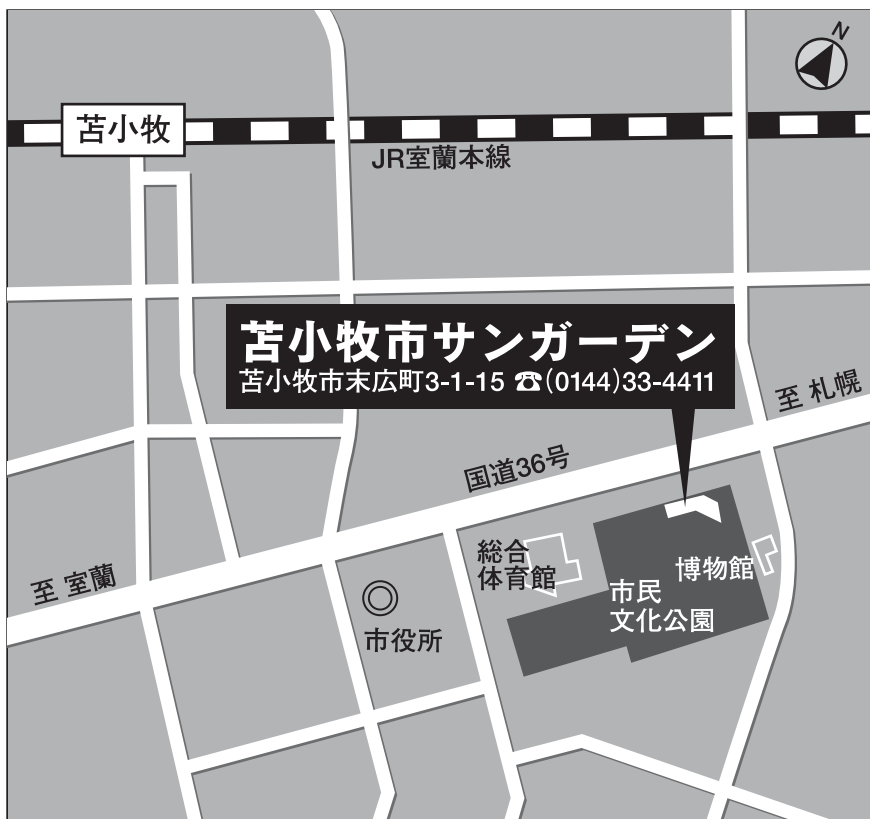 N
苫小牧
JR室蘭本線
苫小牧市サンガーデン
苫小牧市末広町3-1-15 ☎(0144)33-4411
至 札幌
国道36号
総合
体育館
博物館
至 室蘭
市民
文化公園
市役所